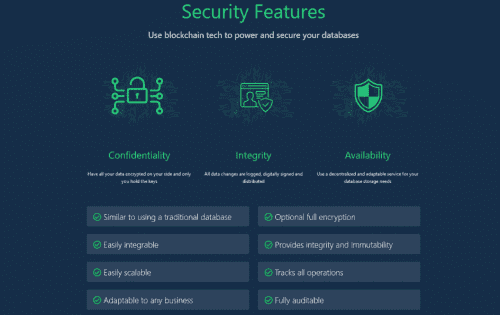 Security Features
Use blockchain tech to power and secure your databases
Confidentiality
Have all your data encrypted on your side and only
you hold the keys
Integrity
All data changes are logged, digitally signed and
distributed
Availability
Use a decentralised and adaptable service for your
database storage needs
Similar to using a traditional database
Optional full encryption
Easily integrable
Provides integrity and immutability
Easily scalable
Tracks all operations
Adaptable to any business
Fully auditable